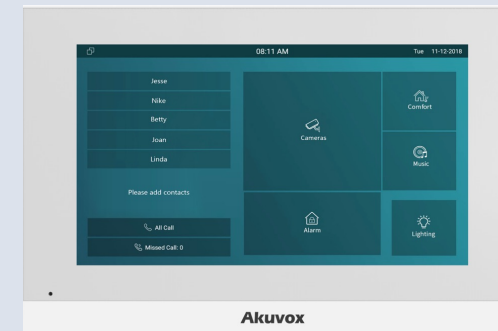 08:11 AM
Tue 11-12-2018
Jesse
Nike
Betty
Joan
Linda
Please add contacts
All Call
Missed Call: 0
Cameras
Alarm
Comfort
Music
Lighting
Akuvox